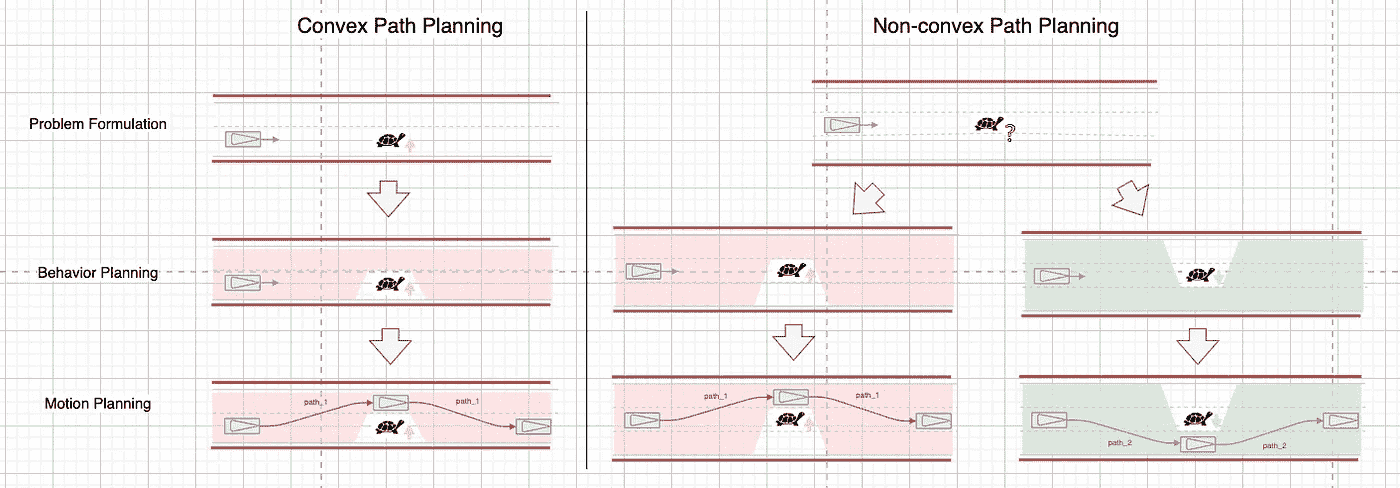 Convex Path Planning
Non-convex Path Planning
Problem Formulation
?
Behavior Planning
Motion Planning
path_1
path_1
path_1
path_1
path_2
path_2